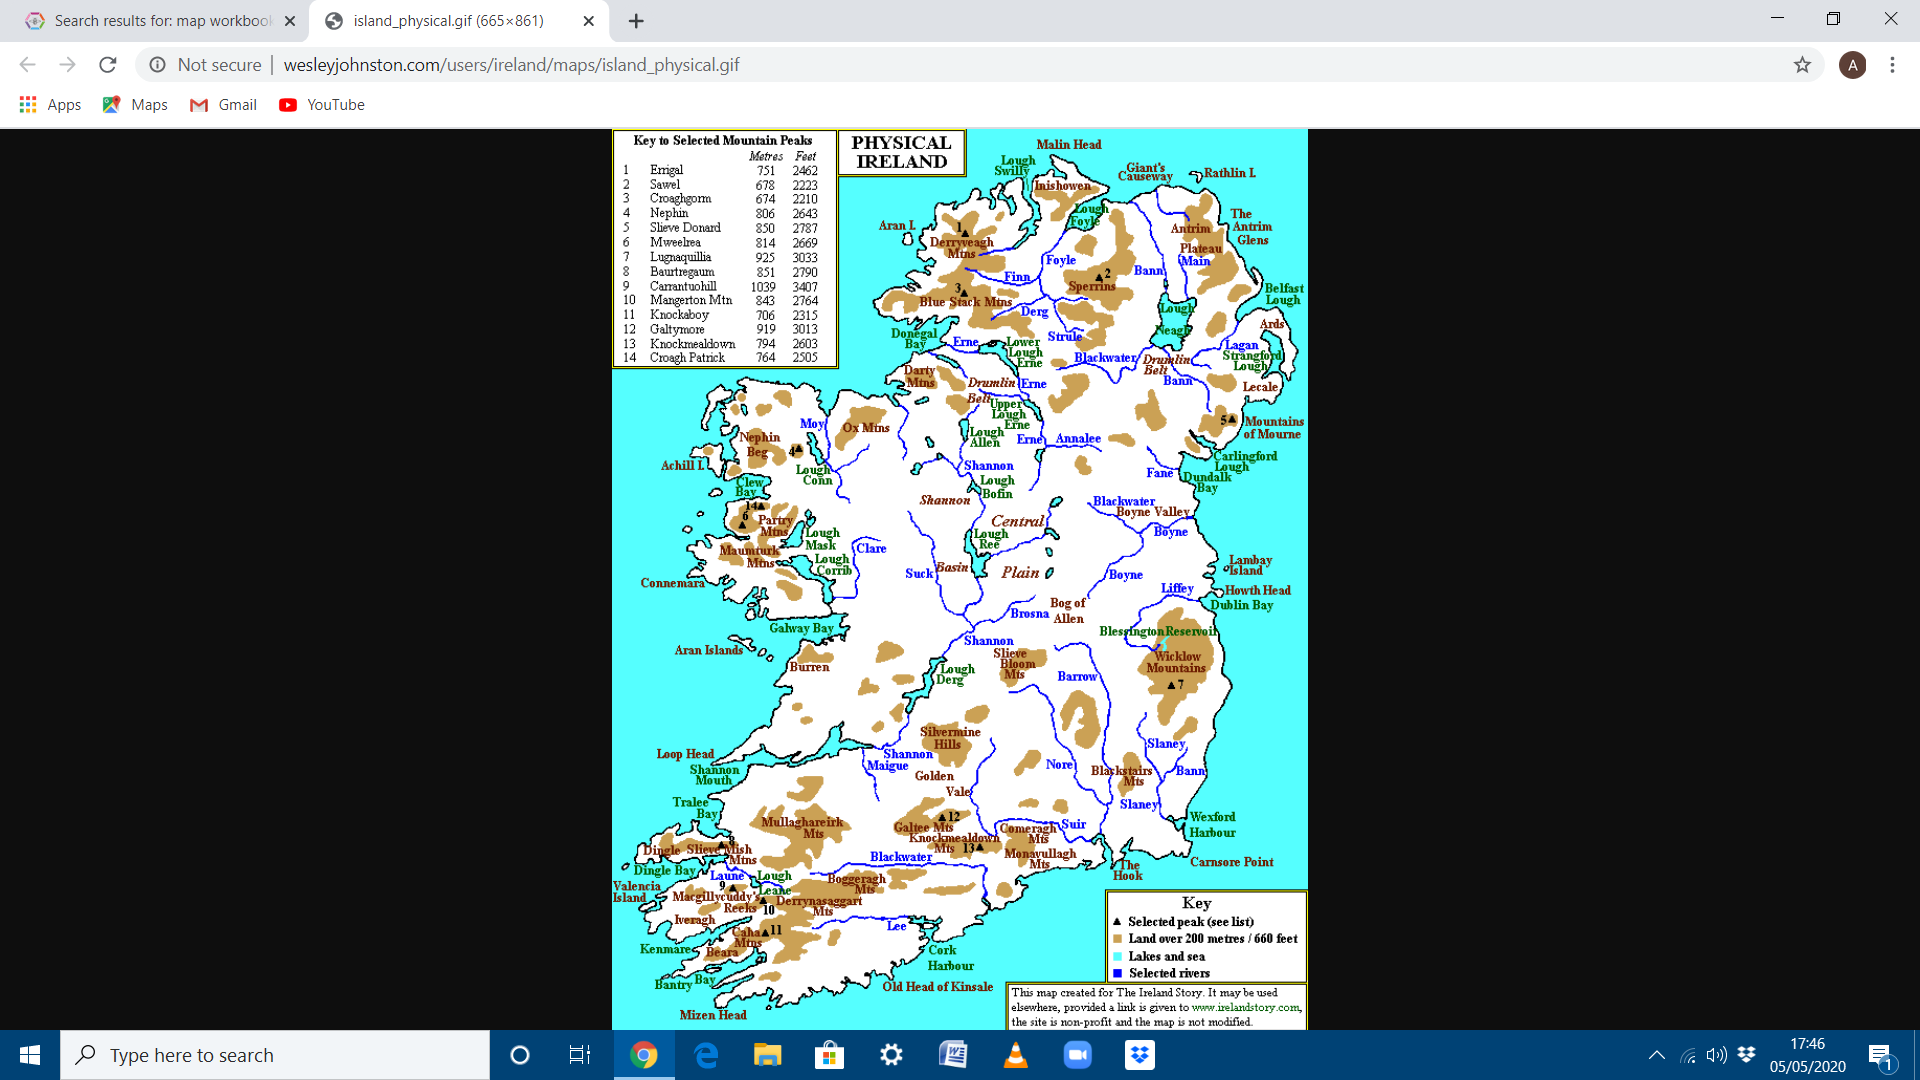 Search results for: map workboo
island_physical.gif (665×861)
Not secure
wesleyjohnston.com/users/ireland/maps/island_physical.gif
A
Apps
Maps
Gmail
YouTube
Key to Selected Mountain Peaks
Metres Feet
1 Errigal 751 2462
2 Sawel 678 2223
3 Croaghgorm 674 2210
4 Nephin 806 2643
5 Slieve Donard 850 2787
6 Mweelrea 814 2669
7 Lugnaquillia 925 3033
8 Baurtregaum 851 2790
9 Carrantuohill 1039 3407
10 Mangerton Mtn 843 2764
11 Knockaboy 706 2315
12 Galtymore 919 3013
13 Knockmealdown 794 2603
14 Croagh Patrick 764 2505
PHYSICAL
IRELAND
Malin Head
Lough
Swilly
Giant's
Causeway
Rathlin I.
Inishowen
Lough
Foyle
The
Antrim
Glens
Aran I.
1
Derryveagh
Mtns
Antrim
Plateau
Main
Foyle
Finn
2
Sperrins
Bann
3
Blue Stack Mtns
Belfast
Lough
Derg
Lough
Neagh
Ards
Donegal
Bay
Erne
Strule
Lower
Lough
Erne
Lagan
Strangford
Lough
Blackwater
Drumlin
Belt
Bann
Lecale
Darty
Mtns
Drumlin
Belt
Erne
Upper
Lough
Erne
5
Mountains
of Mourne
Moy
Ox Mtns
Lough
Allen
Erne
Annalee
Nephin
Beg
4
Achill I.
Lough
Conn
Shannon
Fane
Carlingford
Lough
Dundalk
Bay
Clew
Bay
Lough
Bofin
Shannon
Blackwater
Boyne Valley
14
6
Partry
Mtns
Central
Boyne
Lough
Mask
Lough
Ree
Maumturk
Mtns
Clare
Lough
Corrib
Suck
Basin
Plain
Boyne
Lambay
Island
Connemara
Liffey
Howth Head
Dublin Bay
Brosna
Bog of
Allen
Galway Bay
Blessington Reservoir
Shannon
Aran Islands
Burren
Slieve
Bloom
Mts
Wicklow
Mountains
Lough
Derg
Barrow
7
Silvermine
Hills
Slaney
Loop Head
Shannon
Mouth
Shannon
Maigue
Golden
Vale
Nore
Blackstairs
Mts
Bann
Slaney
Tralee
Bay
Mullaghareirk
Mts
12
Galtee Mts
Knockmealdown
Mts 13
Comeragh
Mts
Suir
Monavullagh
Mts
Wexford
Harbour
Dingle
Slieve Mish
Mtns
8
Blackwater
Carnsore Point
The
Hook
Dingle Bay
Laune
Lough
Leane
Valencia
Island
9
Macgillycuddy's
Reeks
10
Boggeragh
Mts
Derrynasaggart
Mts
Iveragh
Lee
Caha
Mtns
11
Kenmare
Beara
Cork
Harbour
Bantry Bay
Old Head of Kinsale
Mizen Head
Key
Selected peak (see list)
Land over 200 metres / 660 feet
Lakes and sea
Selected rivers
This map created for The Ireland Story. It may be used
elsewhere, provided a link is given to www.irelandstory.com,
the site is non-profit and the map is not modified.
Type here to search
17:46
05/05/2020
1